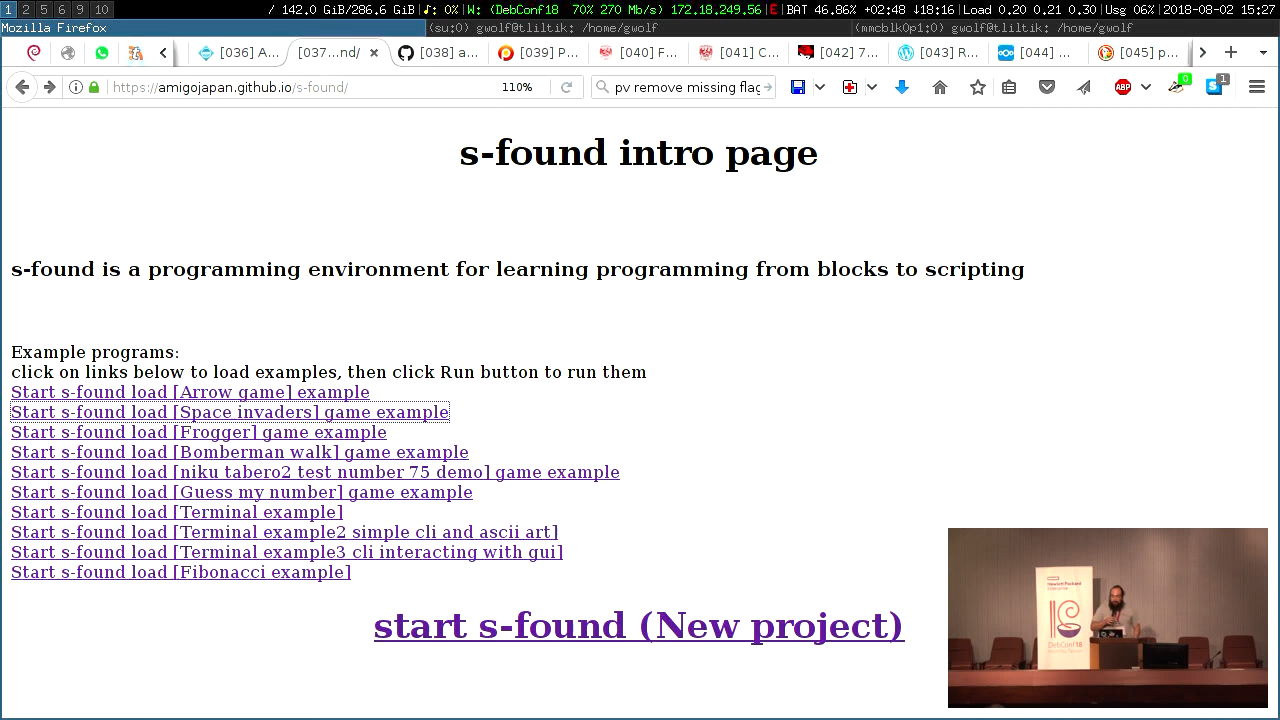 1 2 5 6 9 10 / 142.0 GiB/286.6 GiB|♪: 0%|W: (DebConf18 70% 270 Mb/s) 172.18.249.56|E|BAT 46.86% +02:48 ↓18:16|Load 0.20 0.21 0.30|Usg 06%|2018-08-02 15:27
Mozilla Firefox (su:0) gwolf@tliltik: /home/gwolf (mmcblk0p1:0) gwolf@tliltik: /home/gwolf
[036] A… [037…nd/ [038] a… [039] P… [040] F… [041] C… [042] 7… [043] R… [044] … [045] p…
https://amigojapan.github.io/s-found/ 110% pv remove missing flag ABP 0 S 1
s-found intro page
s-found is a programming environment for learning programming from blocks to scripting
Example programs:
click on links below to load examples, then click Run button to run them
Start s-found load [Arrow game] example
Start s-found load [Space invaders] game example
Start s-found load [Frogger] game example
Start s-found load [Bomberman walk] game example
Start s-found load [niku tabero2 test number 75 demo] game example
Start s-found load [Guess my number] game example
Start s-found load [Terminal example]
Start s-found load [Terminal example2 simple cli and ascii art]
Start s-found load [Terminal example3 cli interacting with gui]
Start s-found load [Fibonacci example]
start s-found (New project)
Hewlett Packard
Enterprise
DebConf18